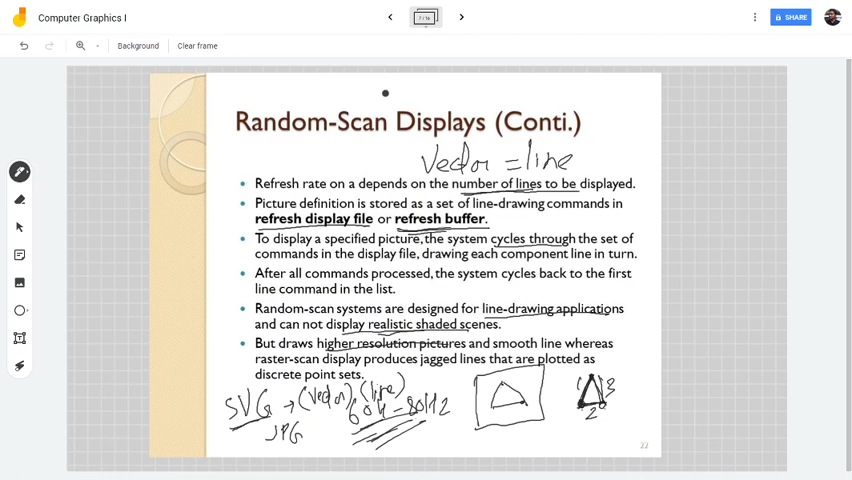 Computer Graphics I
7 / 16
SHARE
Background
Clear frame
Random-Scan Displays (Conti.)
Vector = line
Refresh rate on a depends on the number of lines to be displayed.
Picture definition is stored as a set of line-drawing commands in
refresh display file or refresh buffer.
To display a specified picture, the system cycles through the set of
commands in the display file, drawing each component line in turn.
After all commands processed, the system cycles back to the first
line command in the list.
Random-scan systems are designed for line-drawing applications
and can not display realistic shaded scenes.
But draws higher resolution pictures and smooth line whereas
raster-scan display produces jagged lines that are plotted as
discrete point sets.
SVG → (vector) (line)
JPG
80Hz
1
3
2
22